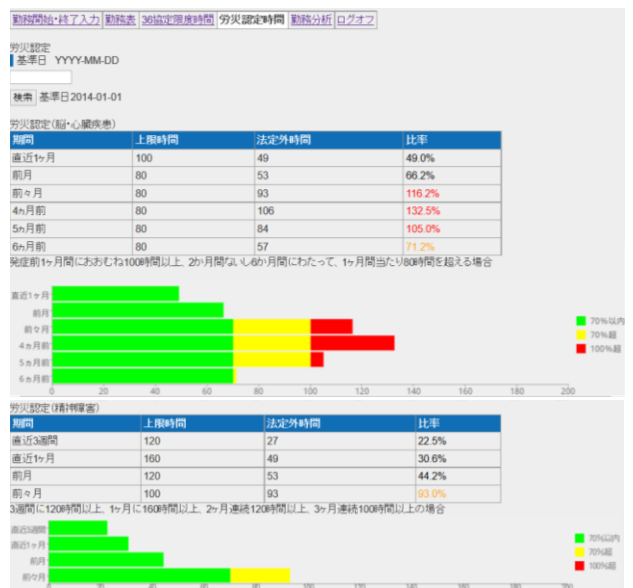 勤務開始・終了入力 勤務表 36協定限度時間 労災認定時間 勤務分析 ログオフ
労災認定
基準日 YYYY-MM-DD
検索 基準日2014-01-01
労災認定(脳・心臓疾患)
期間 上限時間 法定外時間 比率
直近1ヶ月 100 49 49.0%
前月 80 53 66.2%
前々月 80 93 116.2%
4ヵ月前 80 106 132.5%
5ヵ月前 80 84 105.0%
6ヵ月前 80 57 71.2%
発症前1ヶ月間におおむね100時間以上、2か月間ないし6か月間にわたって、1ヶ月間当たり80時間を超える場合
直近1ヶ月
前月
前々月
4ヵ月前
5ヵ月前
6ヵ月前
70%以内
70%超
100%超
0 20 40 60 80 100 120 140 160 180 200
労災認定(精神障害)
期間 上限時間 法定外時間 比率
直近3週間 120 27 22.5%
直近1ヶ月 160 49 30.6%
前月 120 53 44.2%
前々月 100 93 93.0%
3週間に120時間以上、1ヶ月に160時間以上、2ヶ月連続120時間以上、3ヶ月連続100時間以上の場合
直近3週間
直近1ヶ月
前月
前々月
70%以内
70%超
100%超
0 20 40 60 80 100 120 140 160 180 200